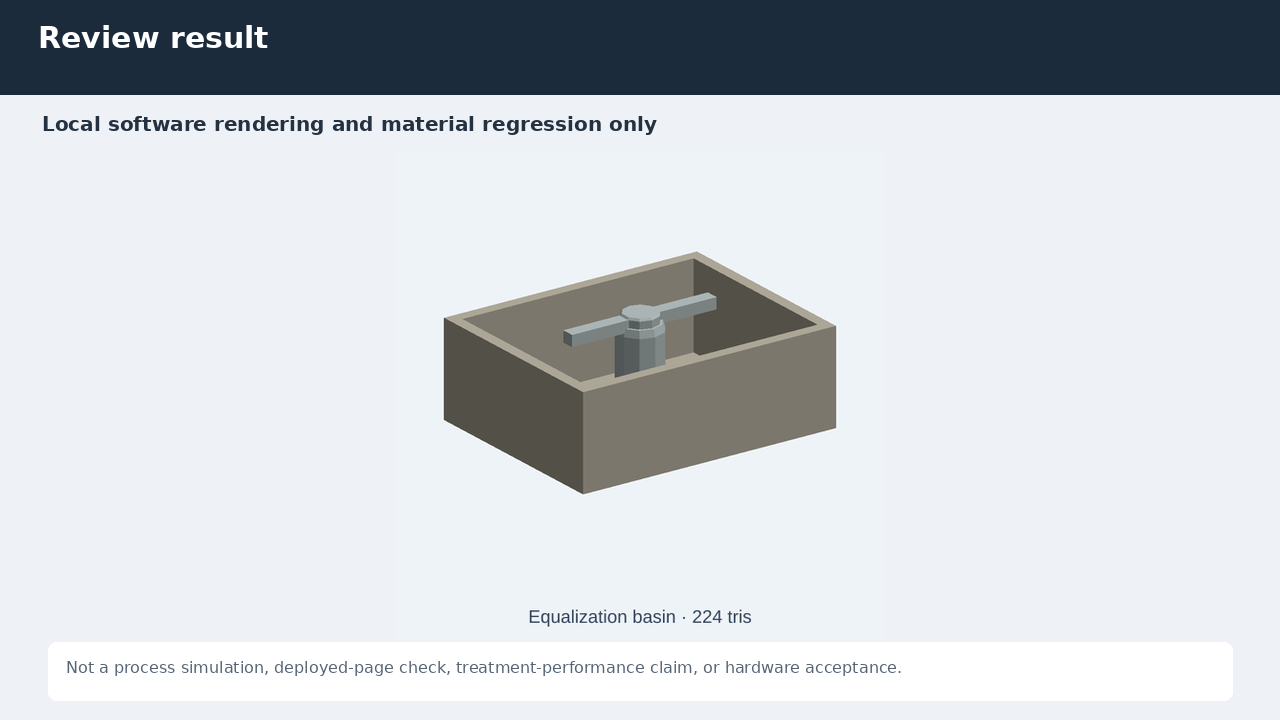 Review result
Local software rendering and material regression only
Equalization basin · 224 tris
Not a process simulation, deployed-page check, treatment-performance claim, or hardware acceptance.